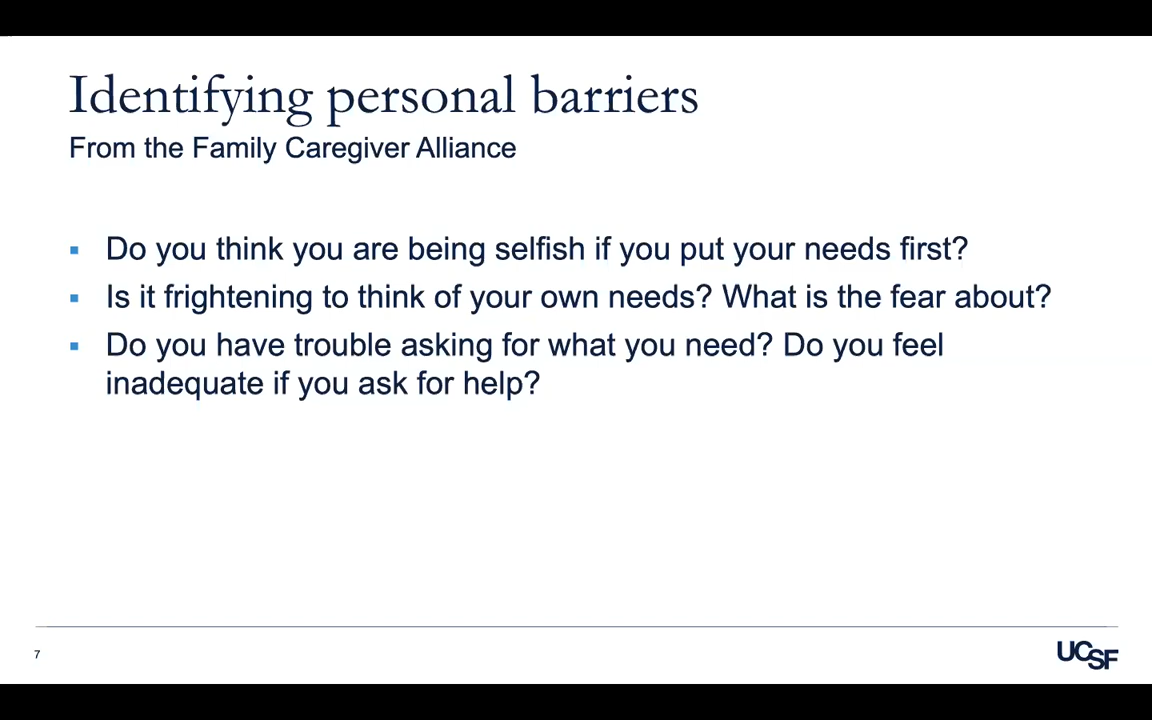 Identifying personal barriers
From the Family Caregiver Alliance
▪ Do you think you are being selfish if you put your needs first?
▪ Is it frightening to think of your own needs? What is the fear about?
▪ Do you have trouble asking for what you need? Do you feel
inadequate if you ask for help?
7
UCSF